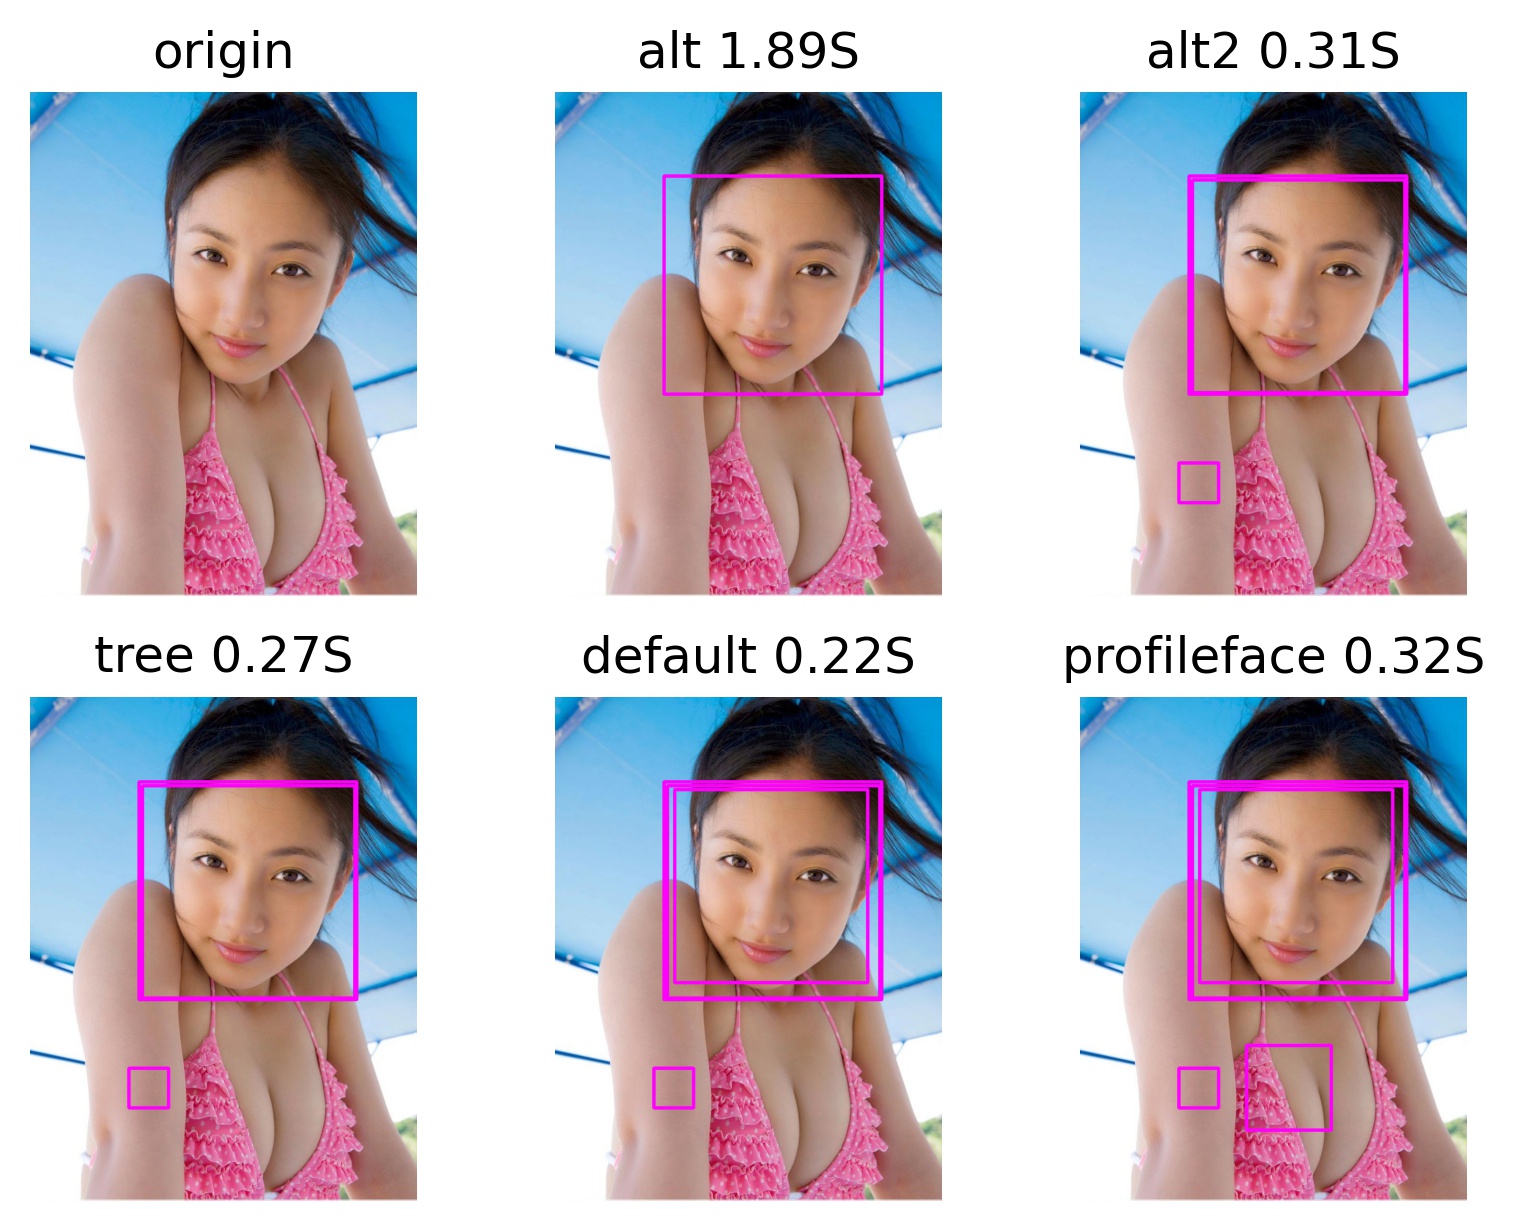 origin
alt 1.89S
alt2 0.31S
tree 0.27S
default 0.22S
profileface 0.32S